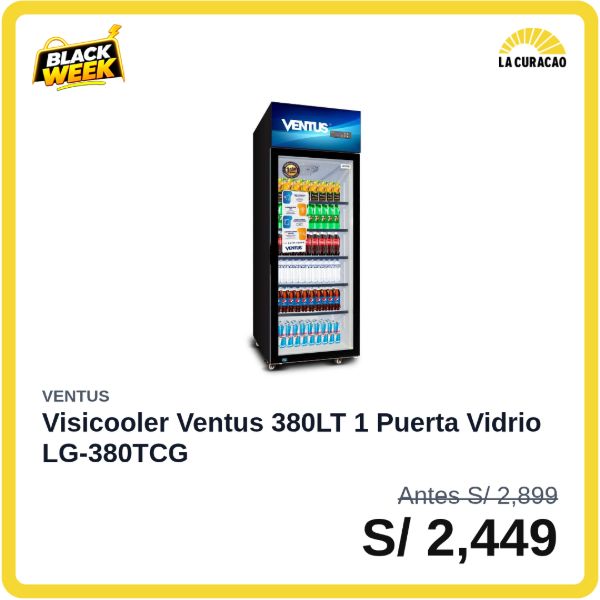 BLACK
WEEK
LA CURACAO
VENTUS
VENTUS
VENTUS
Visicooler Ventus 380LT 1 Puerta Vidrio
LG-380TCG
Antes S/ 2,899
S/ 2,449